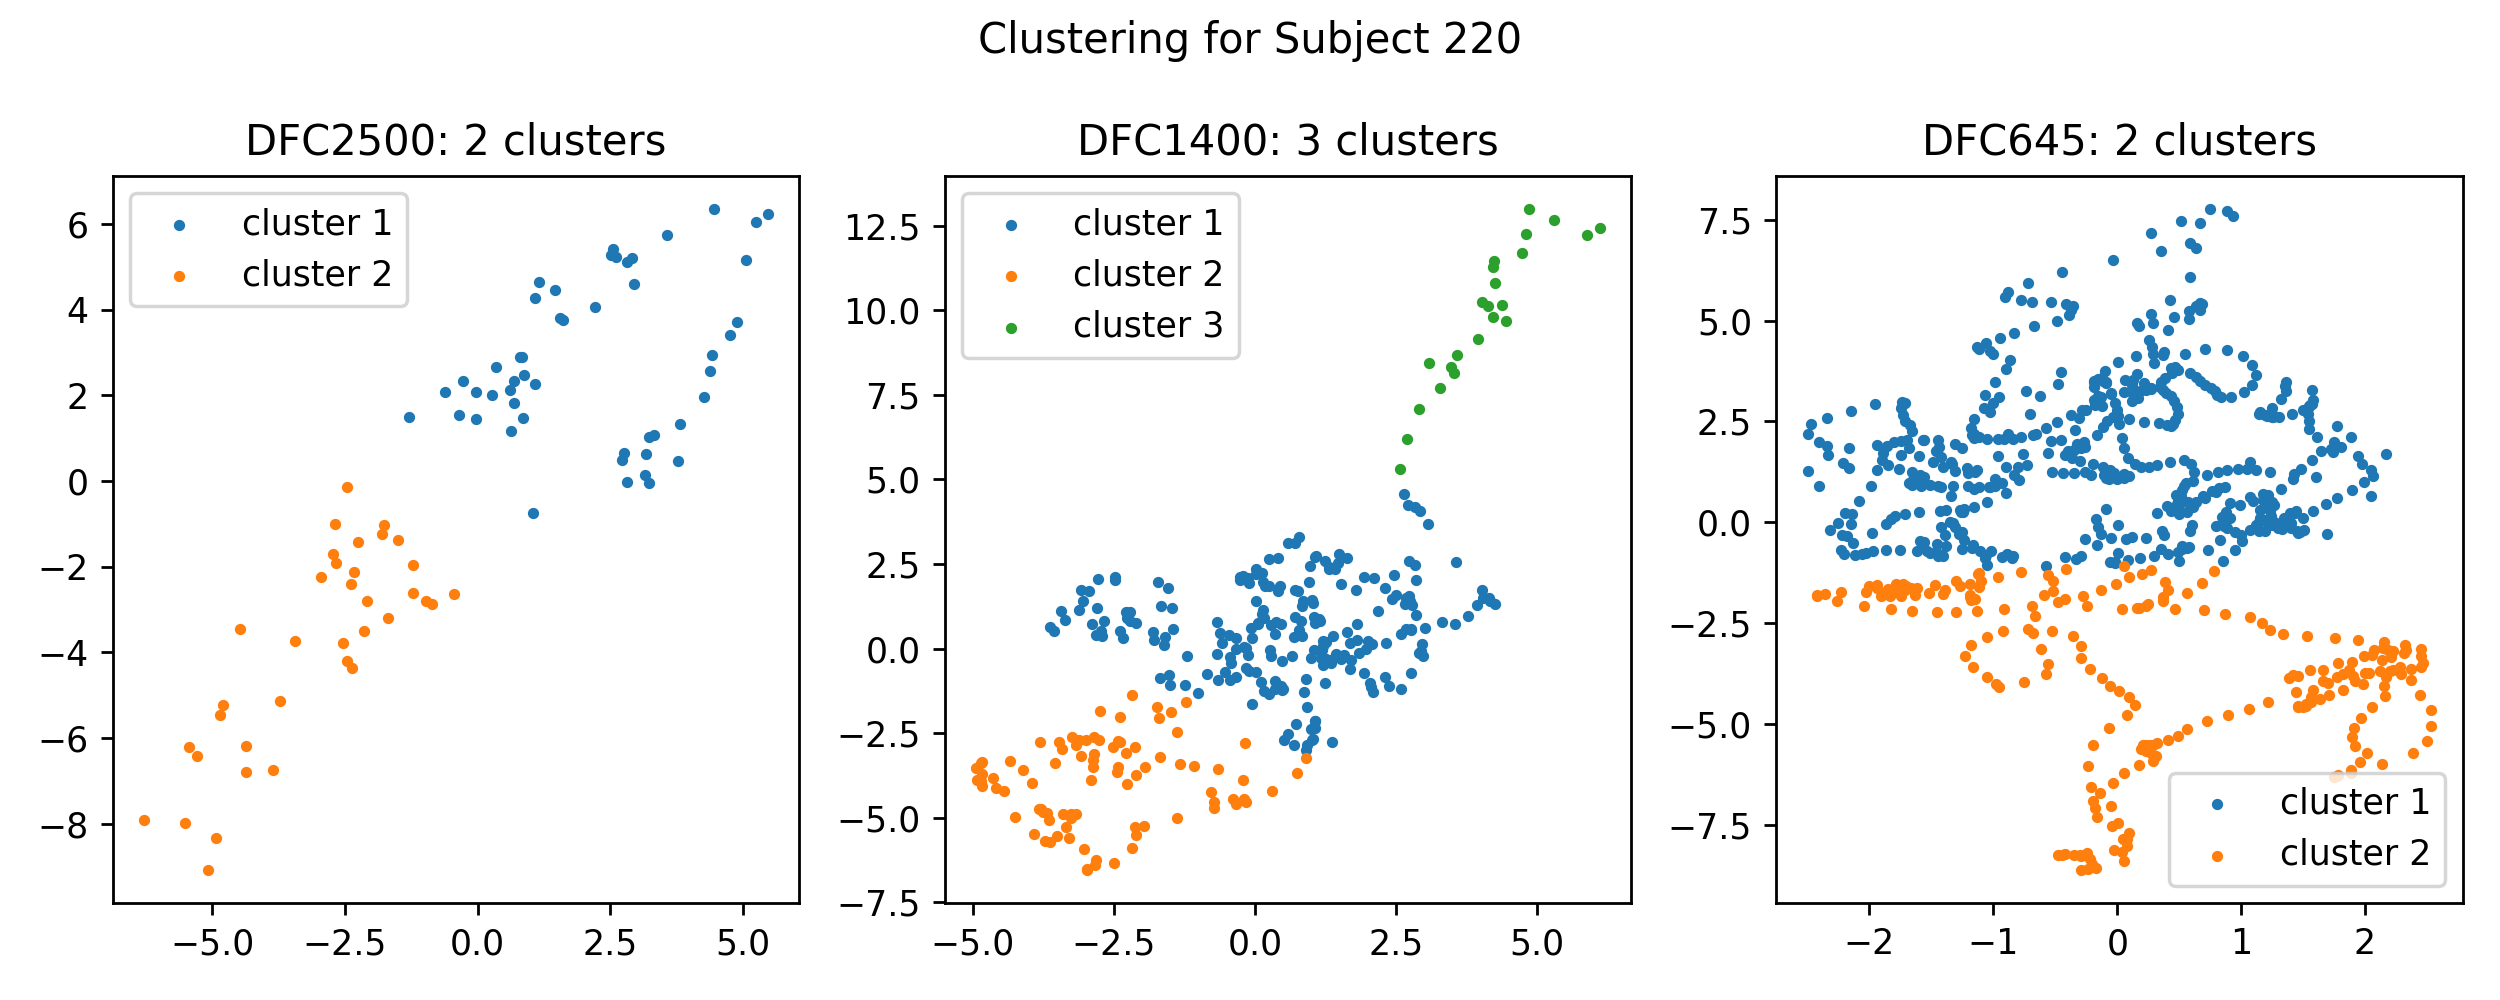 Clustering for Subject 220
DFC2500: 2 clusters
6
4
2
0
−2
−4
−6
−8
−5.0 −2.5 0.0 2.5 5.0
cluster 1
cluster 2
DFC1400: 3 clusters
12.5
10.0
7.5
5.0
2.5
0.0
−2.5
−5.0
−7.5
−5.0 −2.5 0.0 2.5 5.0
cluster 1
cluster 2
cluster 3
DFC645: 2 clusters
7.5
5.0
2.5
0.0
−2.5
−5.0
−7.5
−2 −1 0 1 2
cluster 1
cluster 2